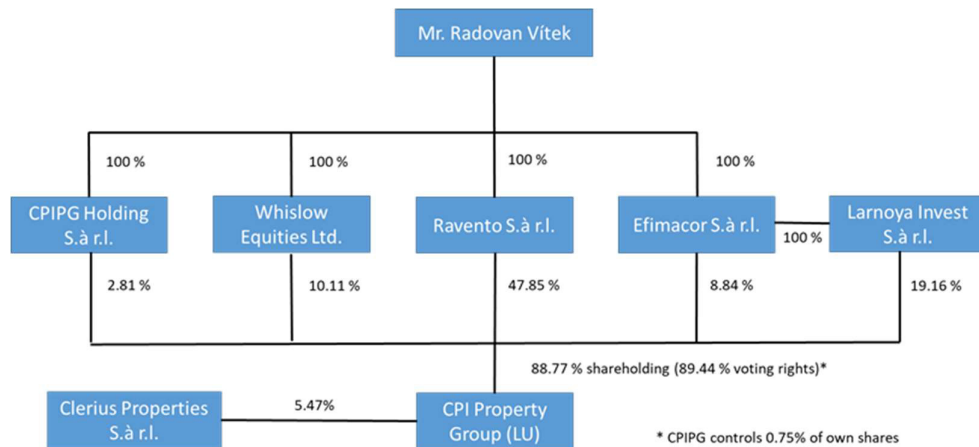 Mr. Radovan Vítek
100 %
100 %
100 %
100 %
CPIPG Holding
S.à r.l.
Whislow
Equities Ltd.
Ravento S.à r.l.
Efimacor S.à r.l.
100 %
Larnoya Invest
S.à r.l.
2.81 %
10.11 %
47.85 %
8.84 %
19.16 %
88.77 % shareholding (89.44 % voting rights)*
Clerius Properties
S.à r.l.
5.47%
CPI Property
Group (LU)
* CPIPG controls 0.75% of own shares